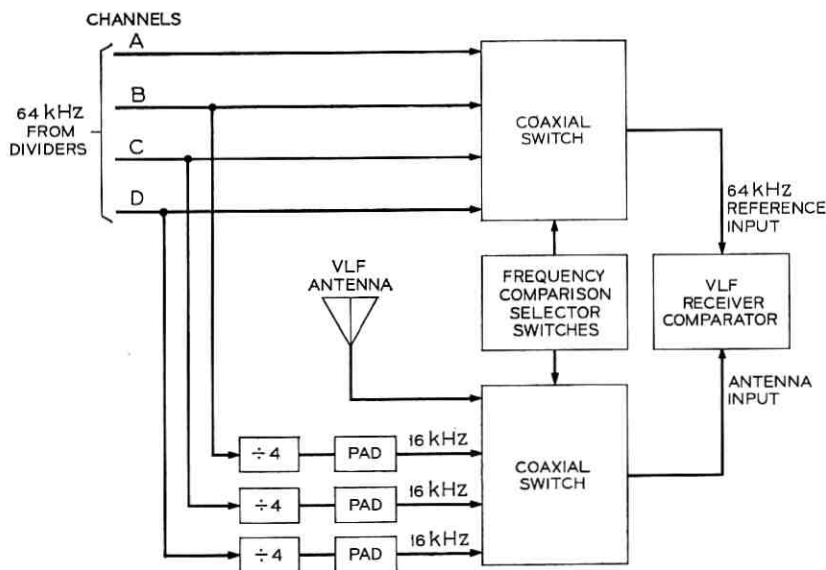 CHANNELS
A
B
C
D
64 kHz
FROM
DIVIDERS
COAXIAL
SWITCH
64 kHz
REFERENCE
INPUT
VLF
ANTENNA
FREQUENCY
COMPARISON
SELECTOR
SWITCHES
VLF
RECEIVER
COMPARATOR
ANTENNA
INPUT
COAXIAL
SWITCH
÷4 PAD 16 kHz
÷4 PAD 16 kHz
÷4 PAD 16 kHz